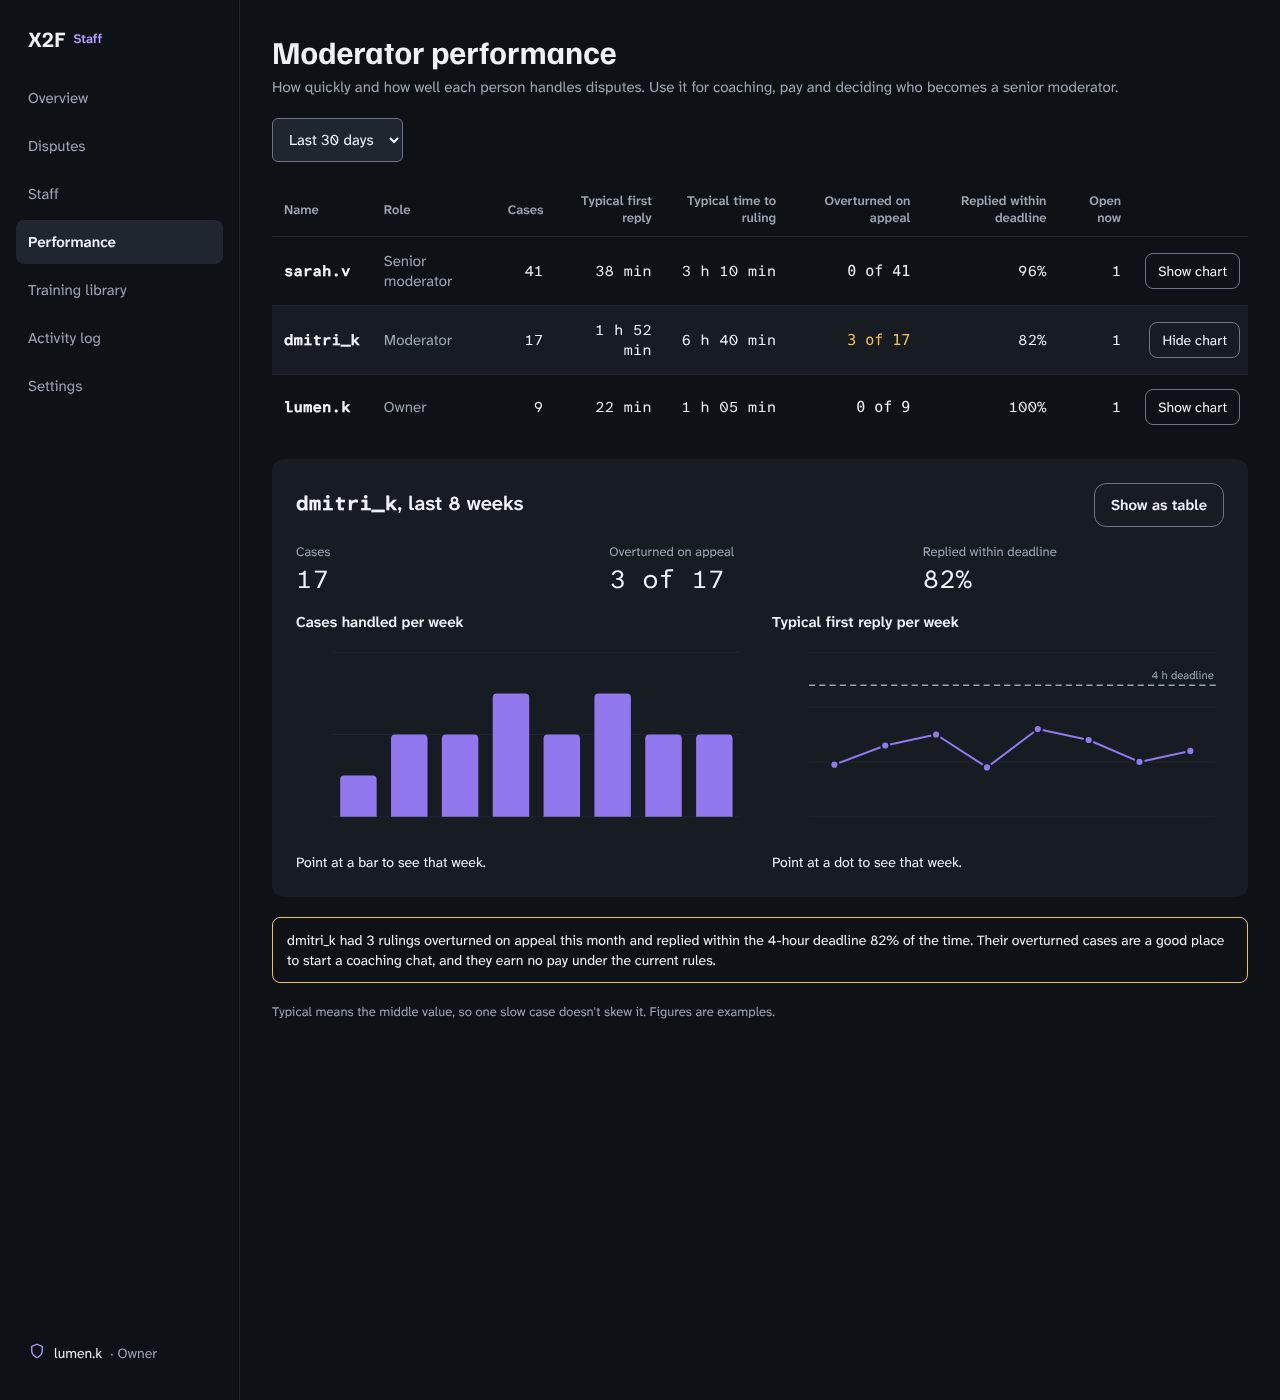 X2F Staff
Overview
Disputes
Staff
Performance
Training library
Activity log
Settings
lumen.k · Owner
Moderator performance
How quickly and how well each person handles disputes. Use it for coaching, pay and deciding who becomes a senior moderator.
Last 30 days
Name Role Cases Typical first reply Typical time to ruling Overturned on appeal Replied within deadline Open now
sarah.v Senior moderator 41 38 min 3 h 10 min 0 of 41 96% 1 Show chart
dmitri_k Moderator 17 1 h 52 min 6 h 40 min 3 of 17 82% 1 Hide chart
lumen.k Owner 9 22 min 1 h 05 min 0 of 9 100% 1 Show chart
dmitri_k, last 8 weeks
Show as table
Cases
17
Overturned on appeal
3 of 17
Replied within deadline
82%
Cases handled per week
Point at a bar to see that week.
Typical first reply per week
4 h deadline
Point at a dot to see that week.
dmitri_k had 3 rulings overturned on appeal this month and replied within the 4-hour deadline 82% of the time. Their overturned cases are a good place
to start a coaching chat, and they earn no pay under the current rules.
Typical means the middle value, so one slow case doesn't skew it. Figures are examples.